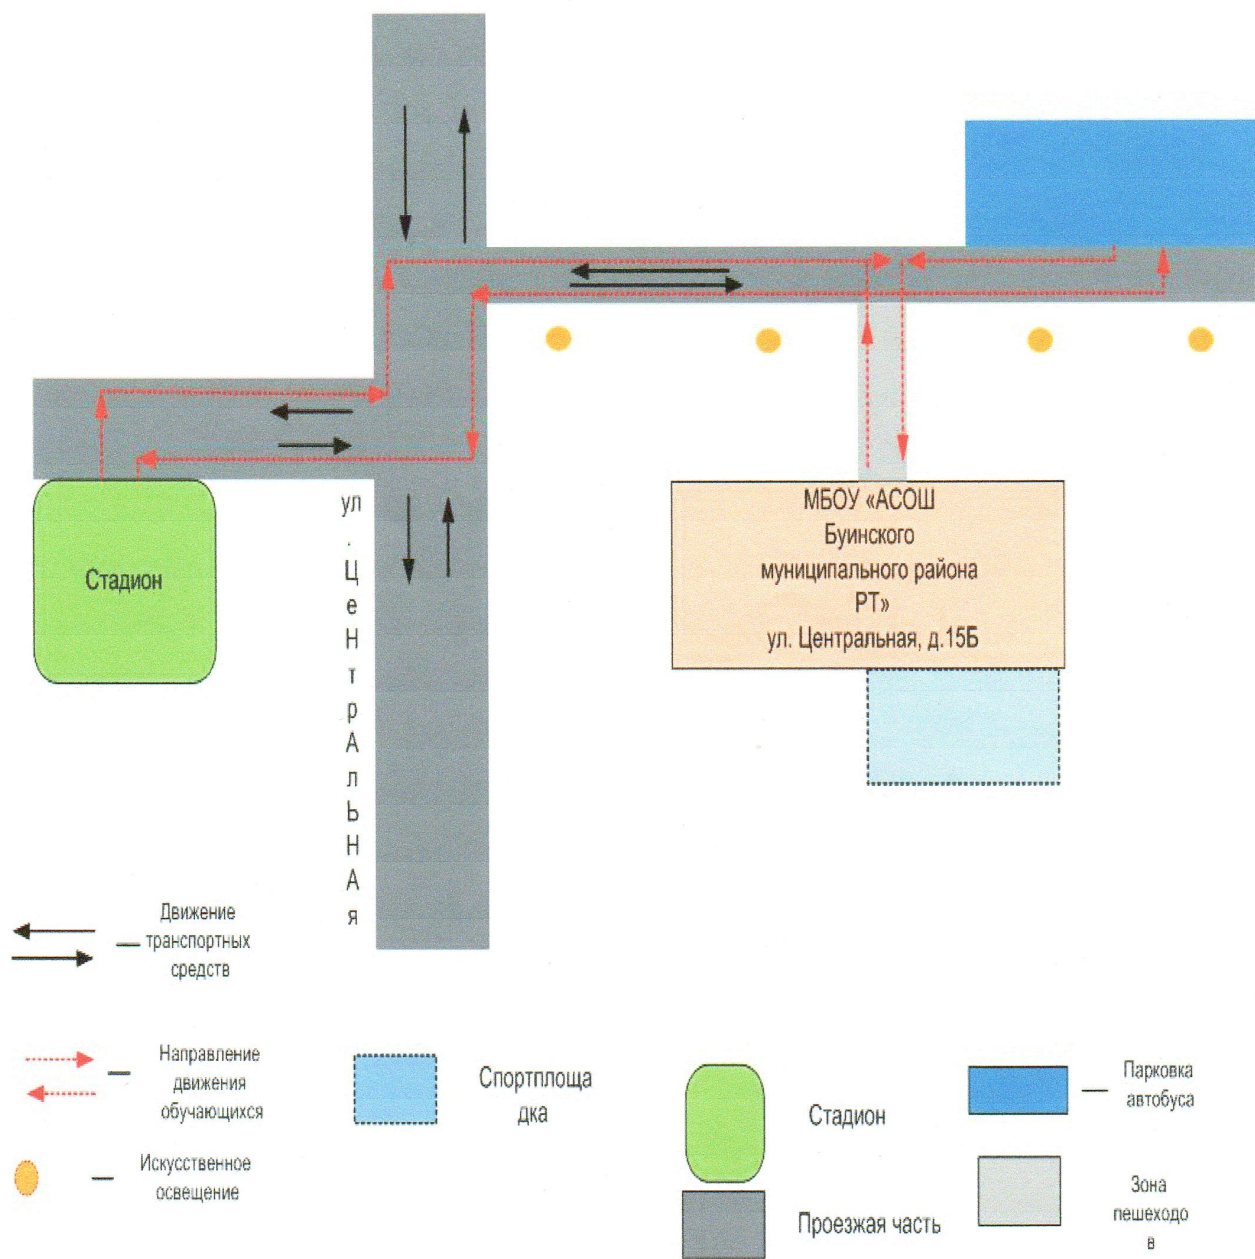 МБОУ «АСОШ
Буинского
муниципального района
РТ»
ул. Центральная, д.15Б
Стадион
ул
.
Ц
е
Н
т
р
А
л
Ь
Н
А
я
Движение
транспортных
средств
Направление
движения
обучающихся
Искусственное
освещение
Спортплоща
дка
Стадион
Проезжая часть
Парковка
автобуса
Зона
пешеходо
в